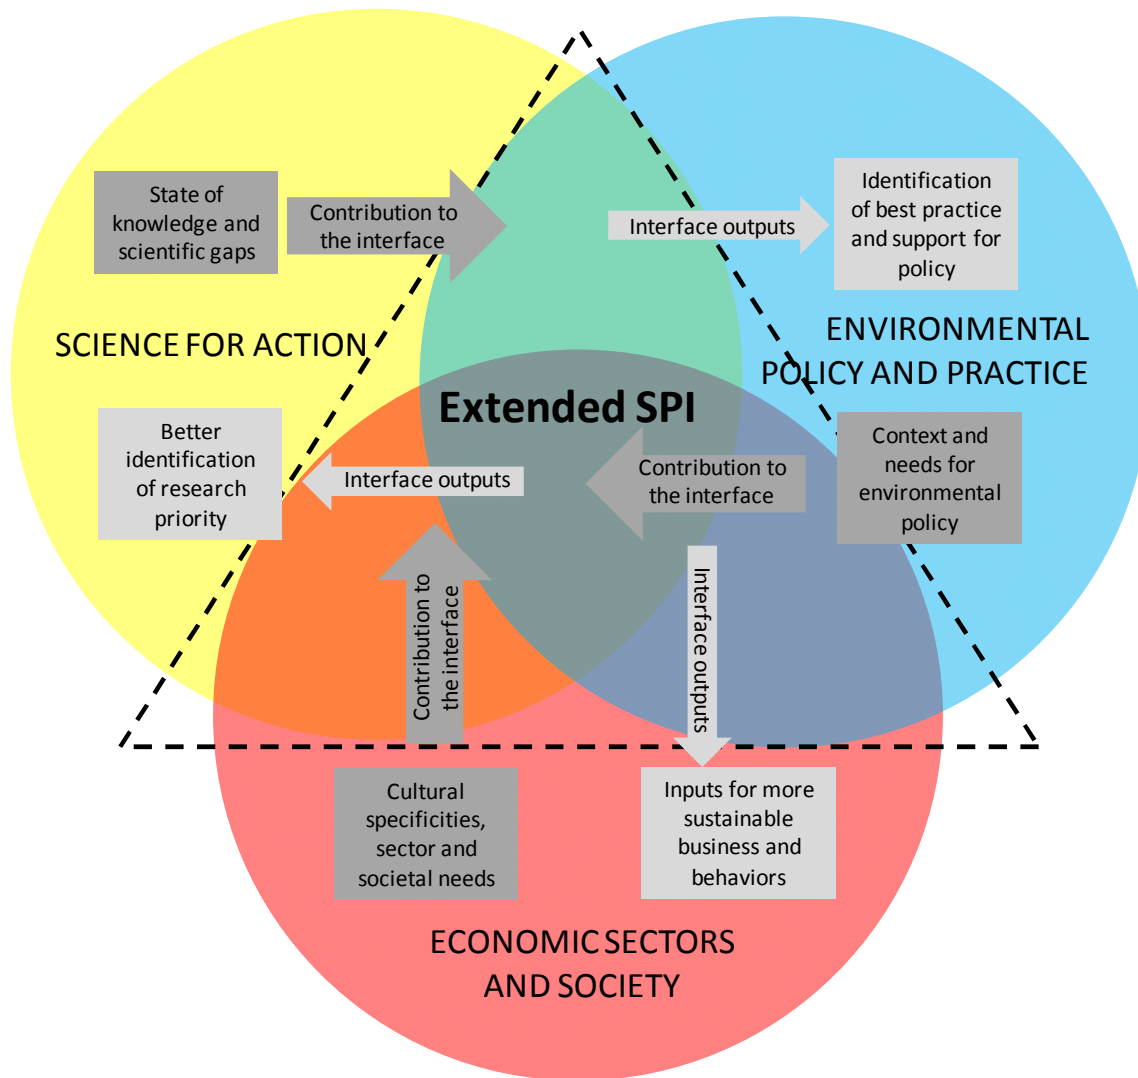 State of
knowledge and
scientific gaps
Contribution to
the interface
Interface outputs
Identification
of best practice
and support for
policy
SCIENCE FOR ACTION
ENVIRONMENTAL
POLICY AND PRACTICE
Extended SPI
Better
identification
of research
priority
Interface outputs
Contribution to
the interface
Context and
needs for
environmental
policy
Contribution to
the interface
Interface outputs
Cultural
specificities,
sector and
societal needs
Inputs for more
sustainable
business and
behaviors
ECONOMIC SECTORS
AND SOCIETY